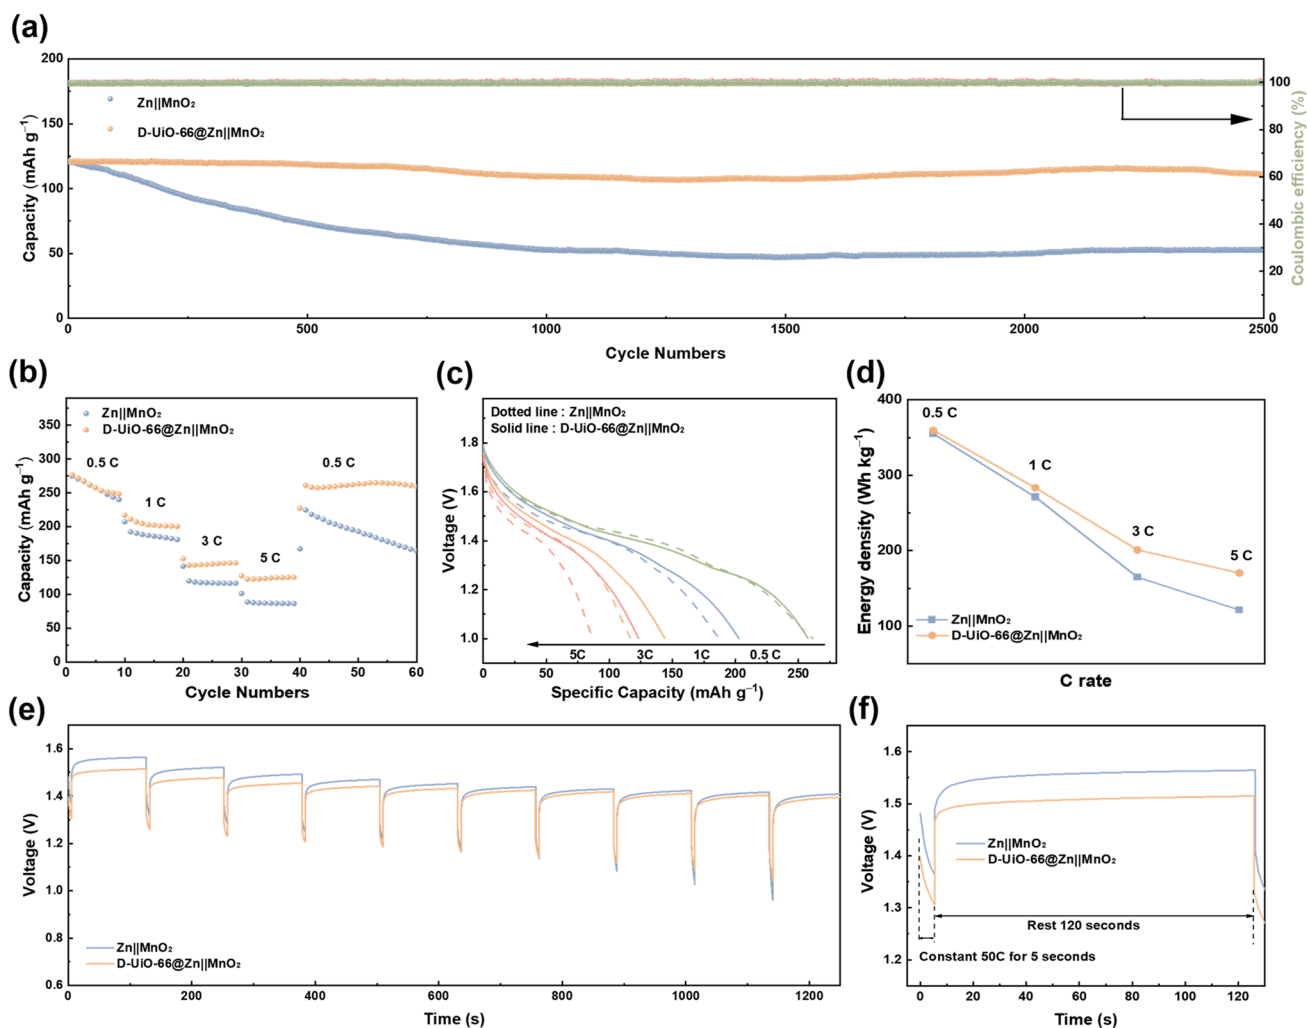 (a)
200
150
100
50
0
Capacity (mAh g⁻¹)
Zn||MnO₂
D-UiO-66@Zn||MnO₂
100
80
60
40
20
0
Coulombic efficiency (%)
0 500 1000 1500 2000 2500
Cycle Numbers
(b)
350
300
250
200
150
100
50
0
Capacity (mAh g⁻¹)
Zn||MnO₂
D-UiO-66@Zn||MnO₂
0.5 C
1 C
3 C
5 C
0.5 C
0 10 20 30 40 50 60
Cycle Numbers
(c)
Dotted line : Zn||MnO₂
Solid line : D-UiO-66@Zn||MnO₂
1.8
1.6
1.4
1.2
1.0
Voltage (V)
5C 3C 1C 0.5 C
0 50 100 150 200 250
Specific Capacity (mAh g⁻¹)
(d)
400
300
200
100
Energy density (Wh kg⁻¹)
0.5 C
1 C
3 C
5 C
Zn||MnO₂
D-UiO-66@Zn||MnO₂
C rate
(e)
1.6
1.4
1.2
1.0
0.8
0.6
Voltage (V)
Zn||MnO₂
D-UiO-66@Zn||MnO₂
0 200 400 600 800 1000 1200
Time (s)
(f)
1.6
1.5
1.4
1.3
1.2
Voltage (V)
Zn||MnO₂
D-UiO-66@Zn||MnO₂
Rest 120 seconds
Constant 50C for 5 seconds
0 20 40 60 80 100 120
Time (s)